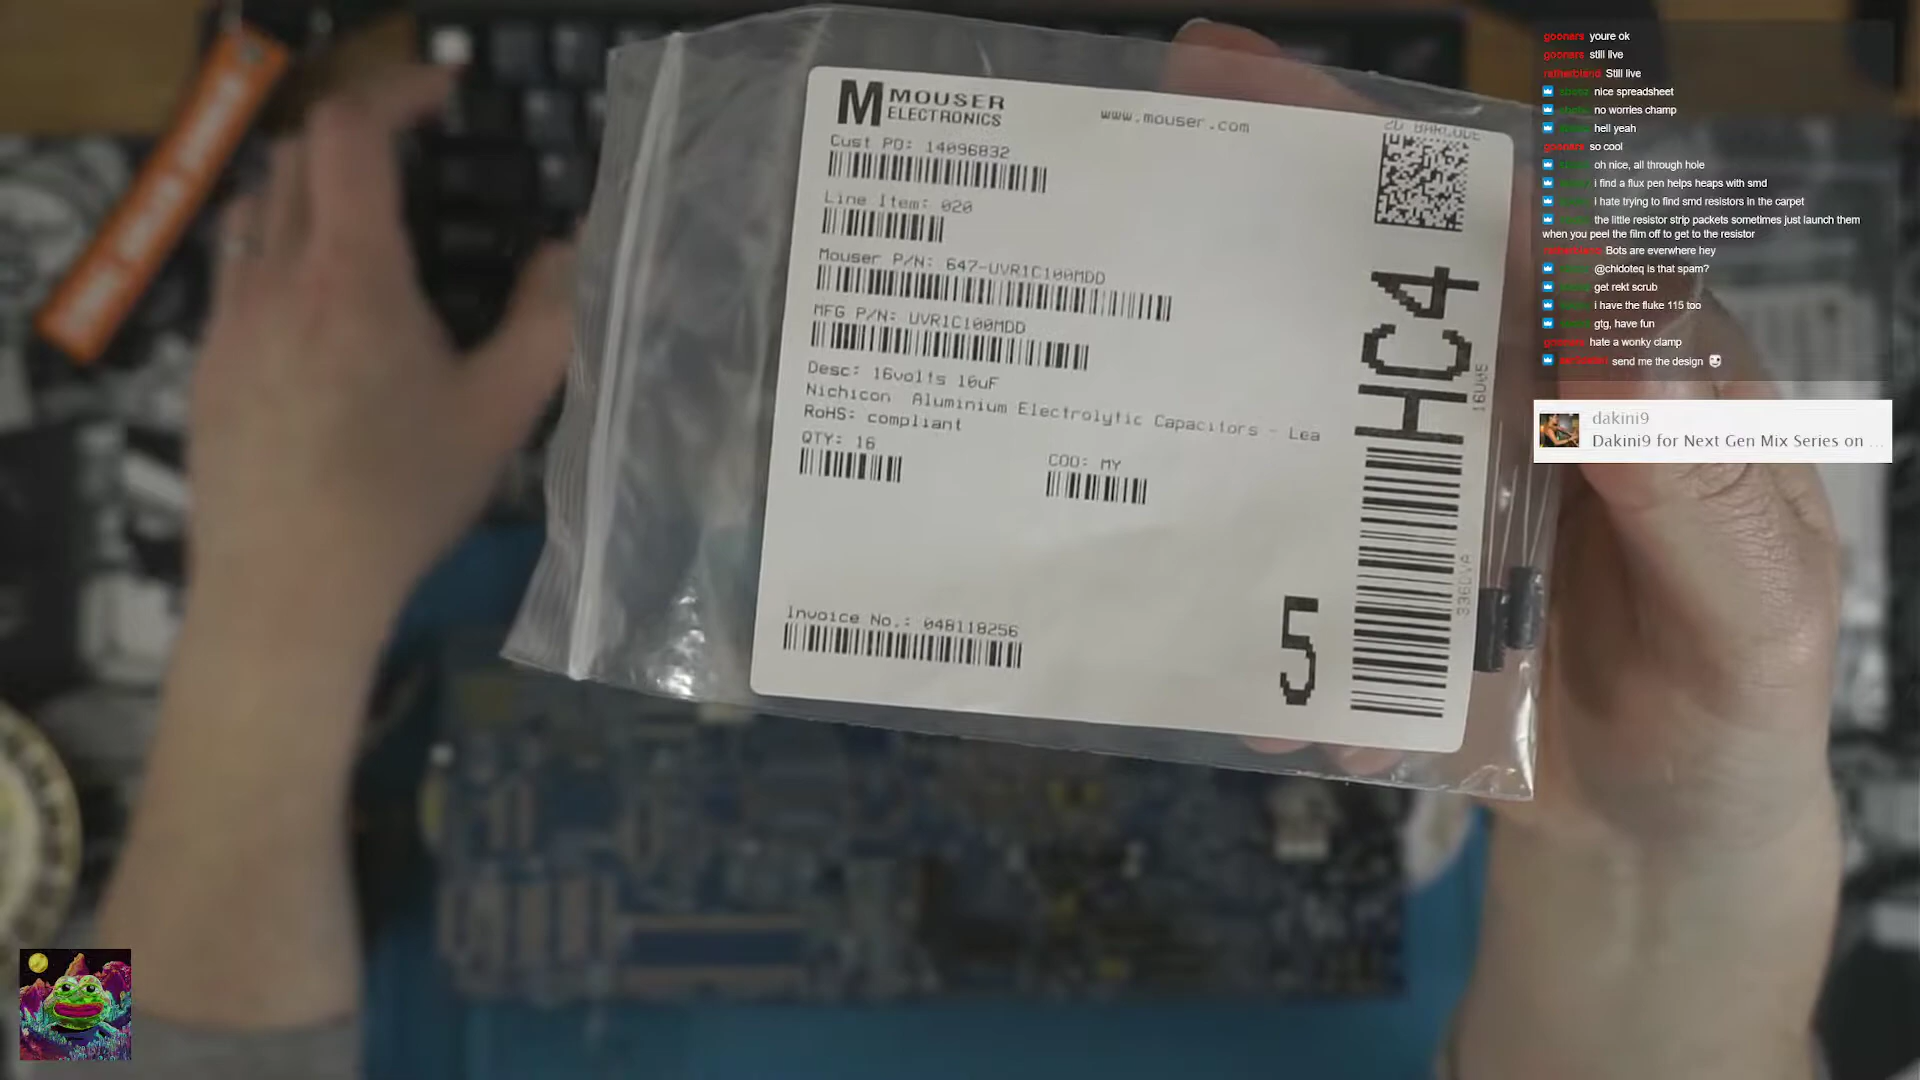 MOUSER
ELECTRONICS
www.mouser.com
2D BARCODE
Cust PO: 14096832
Line Item: 020
Mouser P/N: 647-UVR1C100MDD
MFG P/N: UVR1C100MDD
Desc: 16volts 10uF
Nichicon Aluminium Electrolytic Capacitors - Lea
RoHS: compliant
QTY: 16
COO: MY
Invoice No.: 048118256
5
HC4
16U05
336DVA
goonars youre ok
goonars still live
Still live
nice spreadsheet
no worries champ
hell yeah
goonars so cool
oh nice, all through hole
i find a flux pen helps heaps with smd
i hate trying to find smd resistors in the carpet
the little resistor strip packets sometimes just launch them
when you peel the film off to get to the resistor
Bots are everwhere hey
@chidoteq is that spam?
get rekt scrub
i have the fluke 115 too
gtg, have fun
goonars hate a wonky clamp
send me the design
dakini9
Dakini9 for Next Gen Mix Series on ...